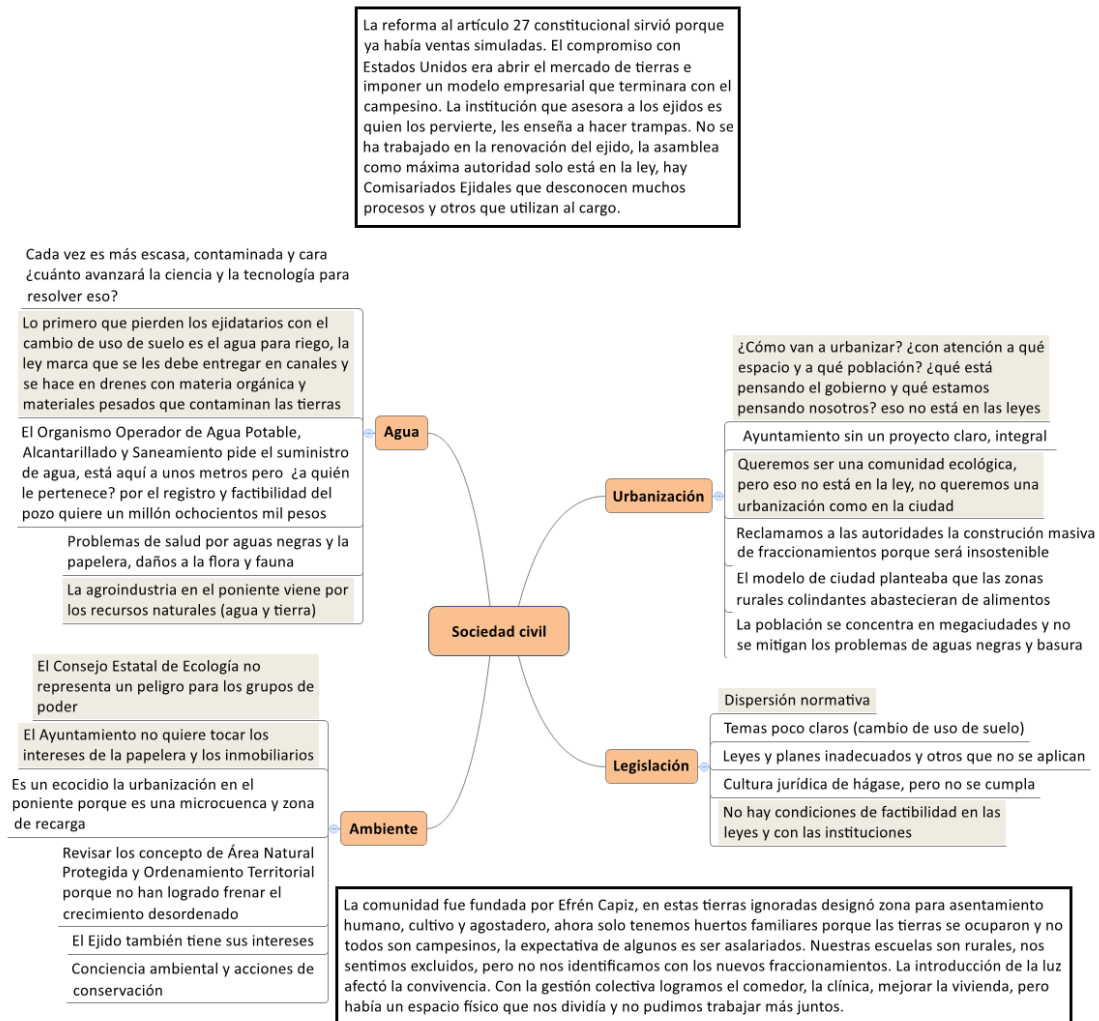 La reforma al artículo 27 constitucional sirvió porque
ya había ventas simuladas. El compromiso con
Estados Unidos era abrir el mercado de tierras e
imponer un modelo empresarial que terminara con el
campesino. La institución que asesora a los ejidos es
quien los pervierte, les enseña a hacer trampas. No se
ha trabajado en la renovación del ejido, la asamblea
como máxima autoridad solo está en la ley, hay
Comisariados Ejidales que desconocen muchos
procesos y otros que utilizan al cargo.
Cada vez es más escasa, contaminada y cara
¿cuánto avanzará la ciencia y la tecnología para
resolver eso?
Lo primero que pierden los ejidatarios con el
cambio de uso de suelo es el agua para riego, la
ley marca que se les debe entregar en canales y
se hace en drenes con materia orgánica y
materiales pesados que contaminan las tierras
El Organismo Operador de Agua Potable,
Alcantarillado y Saneamiento pide el suministro
de agua, está aquí a unos metros pero ¿a quién
le pertenece? por el registro y factibilidad del
pozo quiere un millón ochocientos mil pesos
Problemas de salud por aguas negras y la
papelera, daños a la flora y fauna
La agroindustria en el poniente viene por
los recursos naturales (agua y tierra)
Agua
¿Cómo van a urbanizar? ¿con atención a qué
espacio y a qué población? ¿qué está
pensando el gobierno y qué estamos
pensando nosotros? eso no está en las leyes
Ayuntamiento sin un proyecto claro, integral
Queremos ser una comunidad ecológica,
pero eso no está en la ley, no queremos una
urbanización como en la ciudad
Reclamamos a las autoridades la construción masiva
de fraccionamientos porque será insostenible
El modelo de ciudad planteaba que las zonas
rurales colindantes abastecieran de alimentos
La población se concentra en megaciudades y no
se mitigan los problemas de aguas negras y basura
Urbanización
Sociedad civil
El Consejo Estatal de Ecología no
representa un peligro para los grupos de
poder
El Ayuntamiento no quiere tocar los
intereses de la papelera y los inmobiliarios
Es un ecocidio la urbanización en el
poniente porque es una microcuenca y zona
de recarga
Revisar los concepto de Área Natural
Protegida y Ordenamiento Territorial
porque no han logrado frenar el
crecimiento desordenado
El Ejido también tiene sus intereses
Conciencia ambiental y acciones de
conservación
Ambiente
Dispersión normativa
Temas poco claros (cambio de uso de suelo)
Leyes y planes inadecuados y otros que no se aplican
Cultura jurídica de hágase, pero no se cumpla
No hay condiciones de factibilidad en las
leyes y con las instituciones
Legislación
La comunidad fue fundada por Efrén Capiz, en estas tierras ignoradas designó zona para asentamiento
humano, cultivo y agostadero, ahora solo tenemos huertos familiares porque las tierras se ocuparon y no
todos son campesinos, la expectativa de algunos es ser asalariados. Nuestras escuelas son rurales, nos
sentimos excluidos, pero no nos identificamos con los nuevos fraccionamientos. La introducción de la luz
afectó la convivencia. Con la gestión colectiva logramos el comedor, la clínica, mejorar la vivienda, pero
había un espacio físico que nos dividía y no pudimos trabajar más juntos.